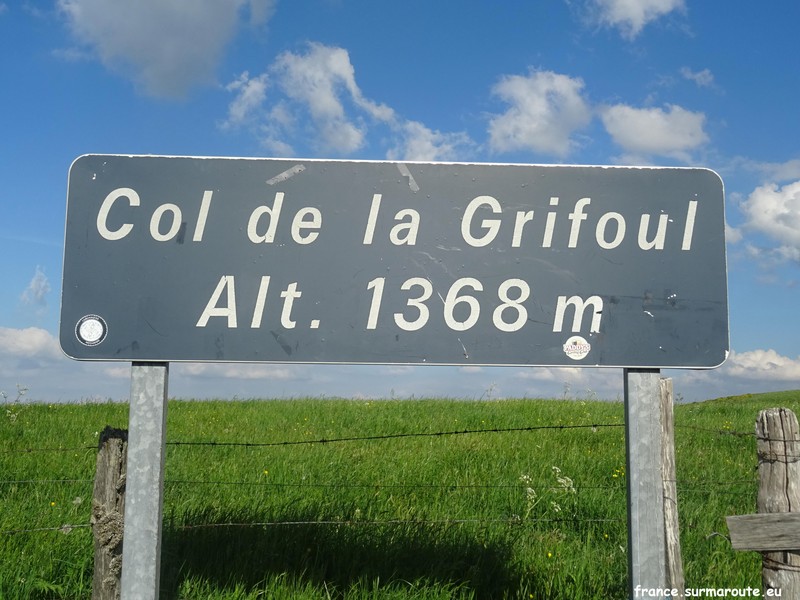 Col de la Grifoul
Alt. 1368 m
france.surmaroute.eu